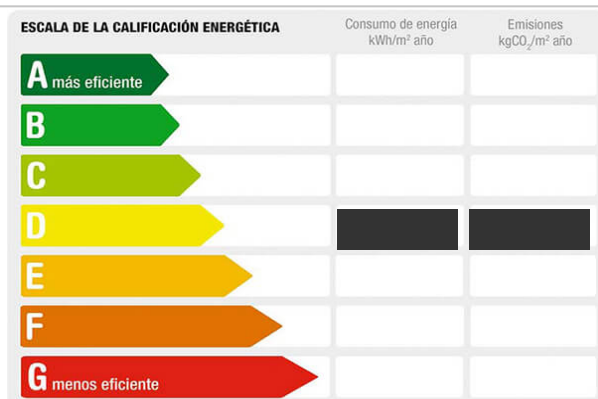 ESCALA DE LA CALIFICACIÓN ENERGÉTICA
Consumo de energía
kWh/m² año
Emisiones
kgCO₂/m² año
A más eficiente
B
C
D
E
F
G menos eficiente